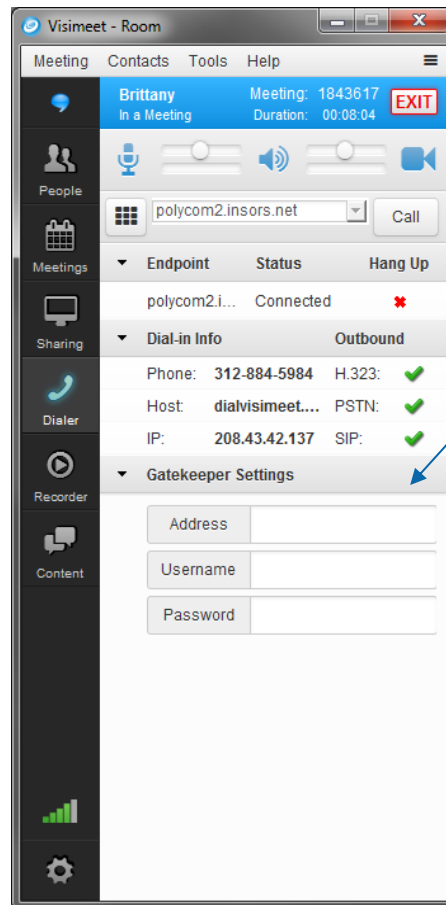 Visimeet - Room
Meeting Contacts Tools Help
Brittany Meeting: 1843617 EXIT
In a Meeting Duration: 00:08:04
People
polycom2.insors.net Call
Meetings
Endpoint Status Hang Up
polycom2.i... Connected
Sharing
Dial-in Info Outbound
Phone: 312-884-5984 H.323:
Host: dialvisimeet.... PSTN:
Dialer
IP: 208.43.42.137 SIP:
Gatekeeper Settings
Recorder
Address
Content
Username
Password